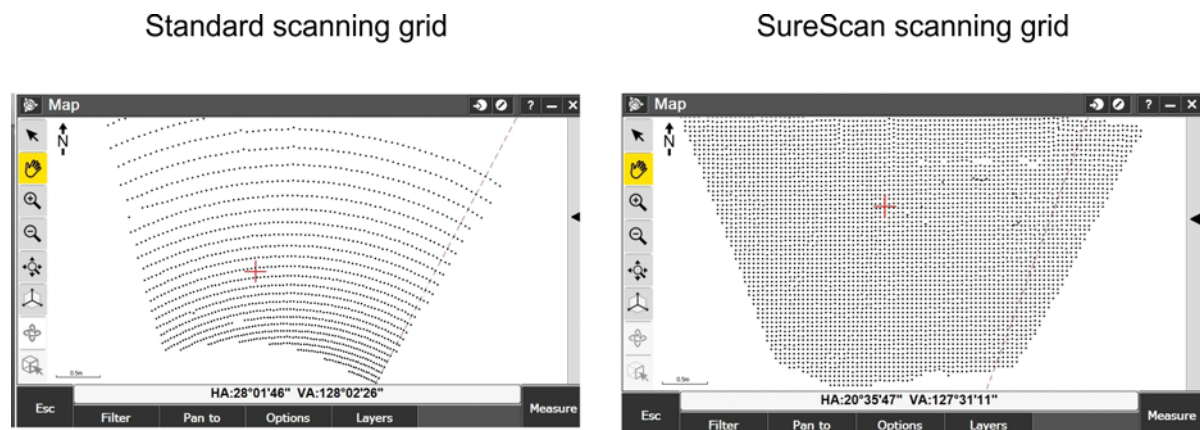 Standard scanning grid
SureScan scanning grid
Map
? 
N
0.5m
HA:28°01'46" VA:128°02'26"
Esc
Filter
Pan to
Options
Layers
Measure
Map
?
N
0.5m
HA:20°35'47" VA:127°31'11"
Esc
Filter
Pan to
Options
Layers
Measure